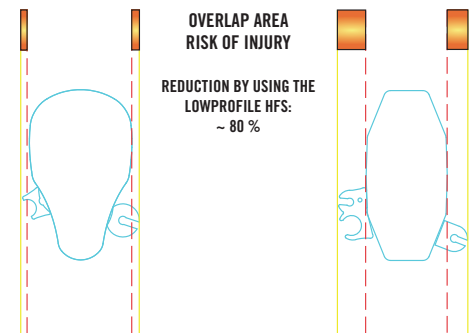 OVERLAP AREA
RISK OF INJURY
REDUCTION BY USING THE
LOWPROFILE HFS:
~ 80 %